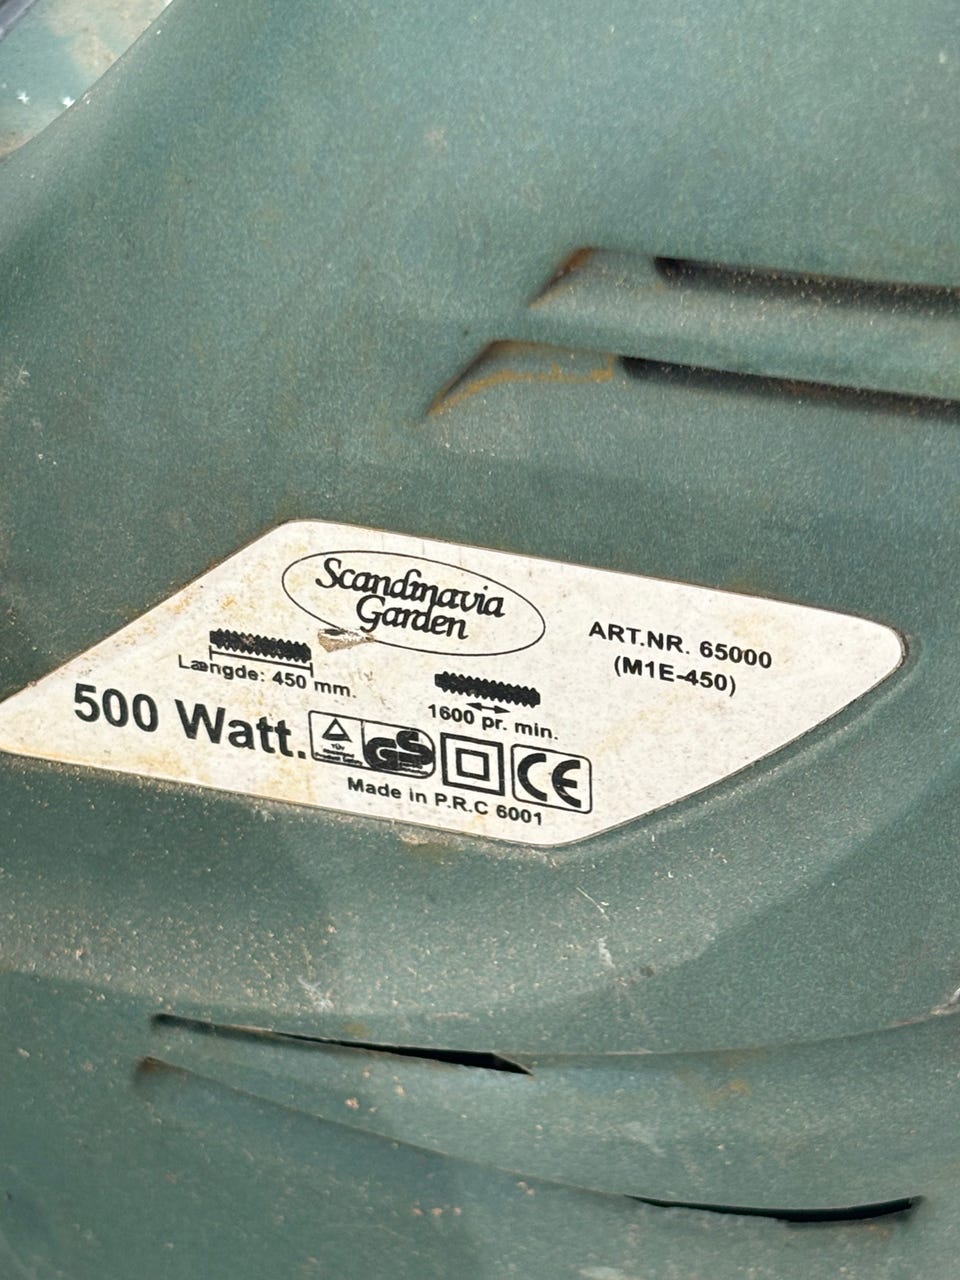 Scandinavia
Garden
ART.NR. 65000
(M1E-450)
Længde: 450 mm.
1600 pr. min.
500 Watt.
TÜV
GS
CE
Made in P.R.C 6001